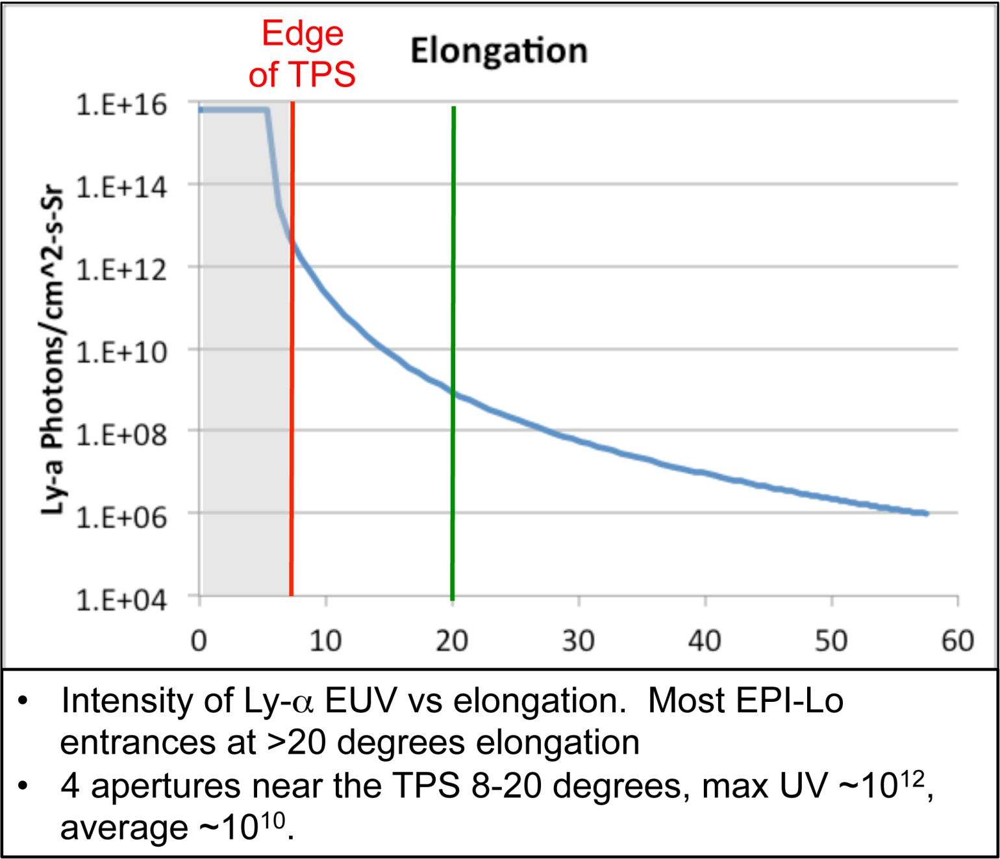 Edge
of TPS
Elongation
1.E+16
1.E+14
1.E+12
1.E+10
1.E+08
1.E+06
1.E+04
Ly-a Photons/cm^2-s-Sr
0 10 20 30 40 50 60
• Intensity of Ly-α EUV vs elongation. Most EPI-Lo
entrances at >20 degrees elongation
• 4 apertures near the TPS 8-20 degrees, max UV ~10¹²,
average ~10¹⁰.